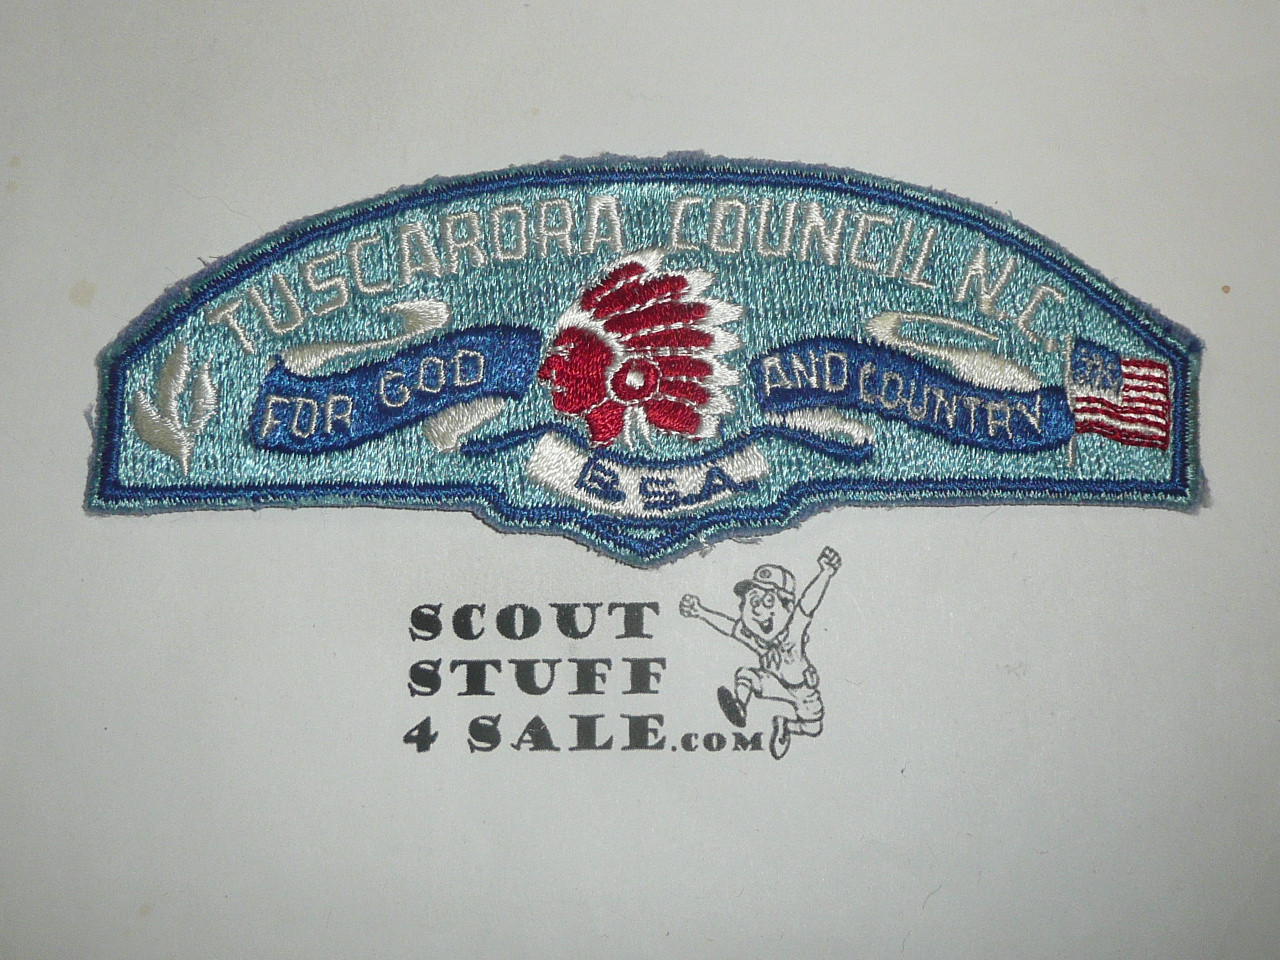 TUSCARORA COUNCIL N.C.
FOR GOD AND COUNTRY
B.S.A.
SCOUT
STUFF
4 SALE.COM